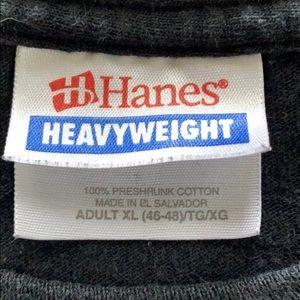 Hanes®
HEAVYWEIGHT
100% PRESHRUNK COTTON
MADE IN EL SALVADOR
ADULT XL (46-48)/TG/XG